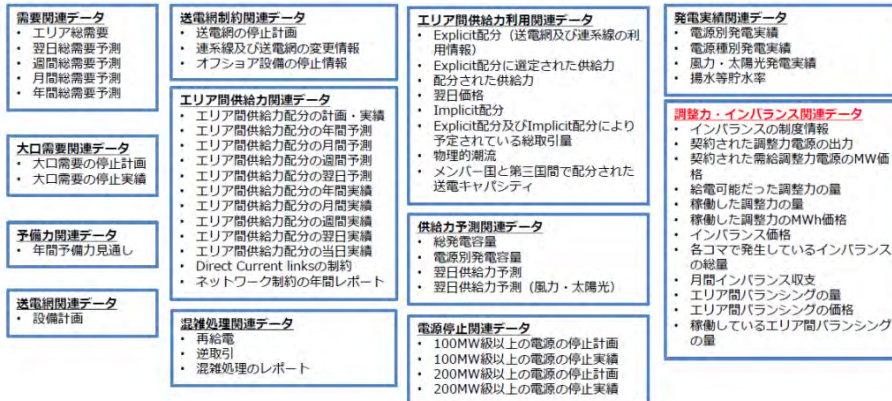 需要関連データ
・ エリア総需要
・ 翌日総需要予測
・ 週間総需要予測
・ 月間総需要予測
・ 年間総需要予測
大口需要関連データ
・ 大口需要の停止計画
・ 大口需要の停止実績
予備力関連データ
・ 年間予備力見通し
送電網関連データ
・ 設備計画
送電網制約関連データ
・ 送電網の停止計画
・ 連系線及び送電網の変更情報
・ オフショア設備の停止情報
エリア間供給力関連データ
・ エリア間供給力配分の計画・実績
・ エリア間供給力配分の年間予測
・ エリア間供給力配分の月間予測
・ エリア間供給力配分の週間予測
・ エリア間供給力配分の翌日予測
・ エリア間供給力配分の年間実績
・ エリア間供給力配分の月間実績
・ エリア間供給力配分の週間実績
・ エリア間供給力配分の翌日実績
・ エリア間供給力配分の当日実績
・ Direct Current linksの制約
・ ネットワーク制約の年間レポート
混雑処理関連データ
・ 再給電
・ 逆取引
・ 混雑処理のレポート
エリア間供給力利用関連データ
・ Explicit配分（送電網及び連系線の利
用情報）
・ Explicit配分に選定された供給力
・ 配分された供給力
・ 翌日価格
・ Implicit配分
・ Explicit配分及びImplicit配分により
予定されている総取引量
・ 物理的潮流
・ メンバー国と第三国間で配分された
送電キャパシティ
供給力予測関連データ
・ 総発電容量
・ 電源別発電容量
・ 翌日供給力予測
・ 翌日供給力予測（風力・太陽光）
電源停止関連データ
・ 100MW級以上の電源の停止計画
・ 100MW級以上の電源の停止実績
・ 200MW級以上の電源の停止計画
・ 200MW級以上の電源の停止実績
発電実績関連データ
・ 電源別発電実績
・ 電源種別発電実績
・ 風力・太陽光発電実績
・ 揚水等貯水率
調整力・インバランス関連データ
・ インバランスの制度情報
・ 契約された調整力電源の出力
・ 契約された需給調整力電源のMW価
格
・ 給電可能だった調整力の量
・ 稼働した調整力の量
・ 稼働した調整力のMWh価格
・ インバランス価格
・ 各コマで発生しているインバランス
の総量
・ 月間インバランス収支
・ エリア間バランシングの量
・ エリア間バランシングの価格
・ 稼働しているエリア間バランシング
の量